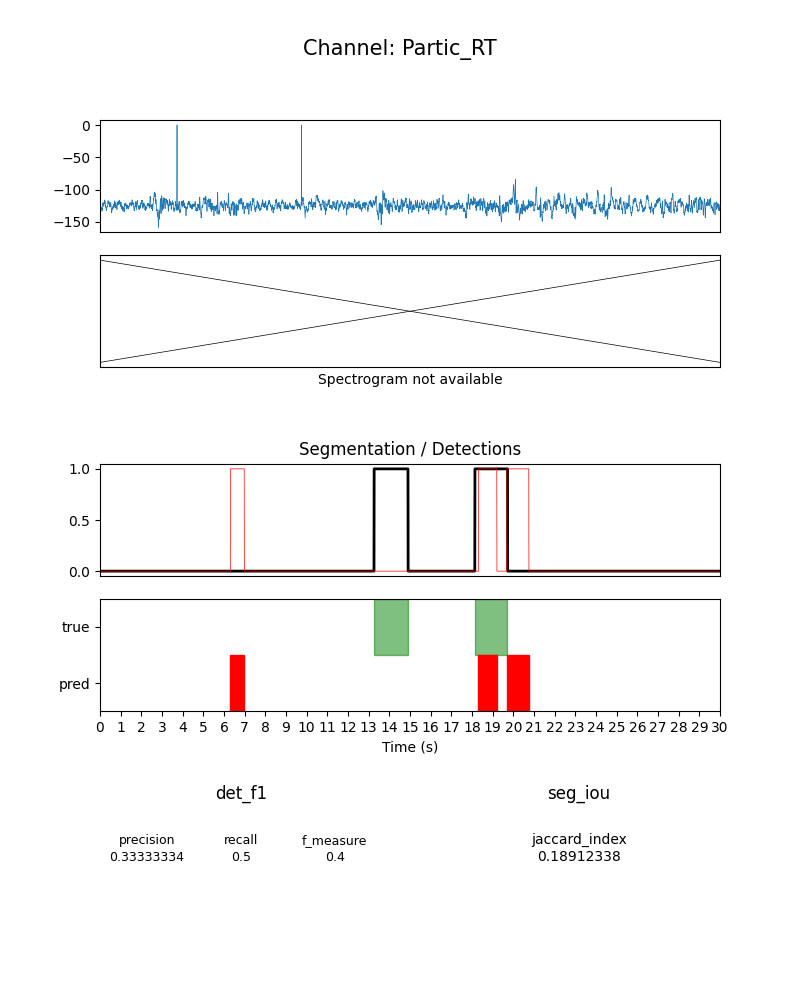 Channel: Partic_RT
0
−50
−100
−150
Spectrogram not available
Segmentation / Detections
1.0
0.5
0.0
true
pred
0 1 2 3 4 5 6 7 8 9 10 11 12 13 14 15 16 17 18 19 20 21 22 23 24 25 26 27 28 29 30
Time (s)
det_f1 seg_iou
precision recall f_measure jaccard_index
0.33333334 0.5 0.4 0.18912338